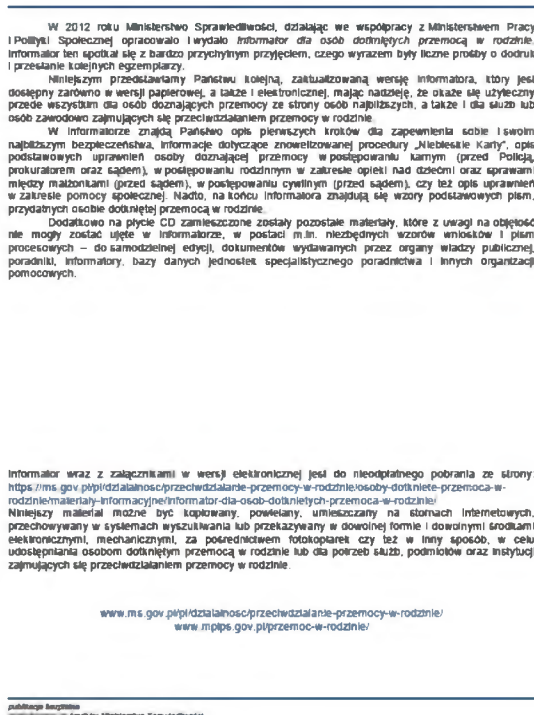 W 2012 roku Ministerstwo Sprawiedliwości, działając we współpracy z Ministerstwem Pracy
i Polityki Społecznej opracowało i wydało Informator dla osób dotkniętych przemocą w rodzinie.
Informator ten spotkał się z bardzo przychylnym przyjęciem, czego wyrazem były liczne prośby o dodruk
i przesłanie kolejnych egzemplarzy.
Niniejszym przedstawiamy Państwu kolejną, zaktualizowaną wersję Informatora, który jest
dostępny zarówno w wersji papierowej, a także i elektronicznej, mając nadzieję, że okaże się użyteczny
przede wszystkim dla osób doznających przemocy ze strony osób najbliższych, a także i dla służb lub
osób zawodowo zajmujących się przeciwdziałaniem przemocy w rodzinie.
W Informatorze znajdą Państwo opis pierwszych kroków dla zapewnienia sobie i swoim
najbliższym bezpieczeństwa, informacje dotyczące znowelizowanej procedury „Niebieskie Karty”, opis
podstawowych uprawnień osoby doznającej przemocy w postępowaniu karnym (przed Policją,
prokuratorem oraz sądem), w postępowaniu rodzinnym w zakresie opieki nad dziećmi oraz sprawami
między małżonkami (przed sądem), w postępowaniu cywilnym (przed sądem), czy też opis uprawnień
w zakresie pomocy społecznej. Nadto, na końcu Informatora znajdują się wzory podstawowych pism,
przydatnych osobie dotkniętej przemocą w rodzinie.
Dodatkowo na płycie CD zamieszczone zostały pozostałe materiały, które z uwagi na objętość
nie mogły zostać ujęte w Informatorze, w postaci m.in. niezbędnych wzorów wniosków i pism
procesowych – do samodzielnej edycji, dokumentów wydawanych przez organy władzy publicznej,
poradniki, informatory, bazy danych jednostek specjalistycznego poradnictwa i innych organizacji
pomocowych.
Informator wraz z załącznikami w wersji elektronicznej jest do nieodpłatnego pobrania ze strony:
https://ms.gov.pl/pl/dzialalnosc/przeciwdzialanie-przemocy-w-rodzinie/osoby-dotkniete-przemoca-w-
rodzinie/materialy-informacyjne/informator-dla-osob-dotknietych-przemoca-w-rodzinie/
Niniejszy materiał możne być kopiowany, powielany, umieszczany na stornach internetowych,
przechowywany w systemach wyszukiwania lub przekazywany w dowolnej formie i dowolnymi środkami
elektronicznymi, mechanicznymi, za pośrednictwem fotokopiarek czy też w inny sposób, w celu
udostępniania osobom dotkniętym przemocą w rodzinie lub dla potrzeb służb, podmiotów oraz instytucji
zajmujących się przeciwdziałaniem przemocy w rodzinie.
www.ms.gov.pl/pl/dzialalnosc/przeciwdzialanie-przemocy-w-rodzinie/
www.mpips.gov.pl/przemoc-w-rodzinie/
publikacja bezpłatna